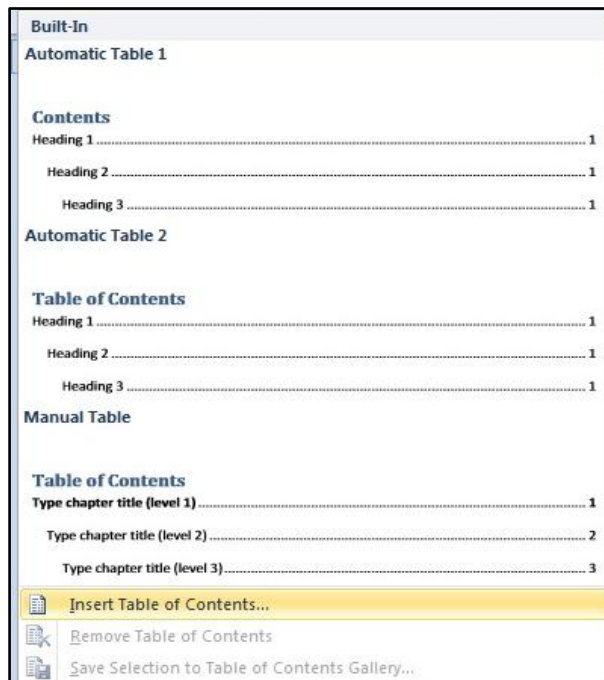 Built-In
Automatic Table 1
Contents
Heading 1 ........ 1
Heading 2 ........ 1
Heading 3 ........ 1
Automatic Table 2
Table of Contents
Heading 1 ........ 1
Heading 2 ........ 1
Heading 3 ........ 1
Manual Table
Table of Contents
Type chapter title (level 1) ........ 1
Type chapter title (level 2) ........ 2
Type chapter title (level 3) ........ 3
Insert Table of Contents...
Remove Table of Contents
Save Selection to Table of Contents Gallery...